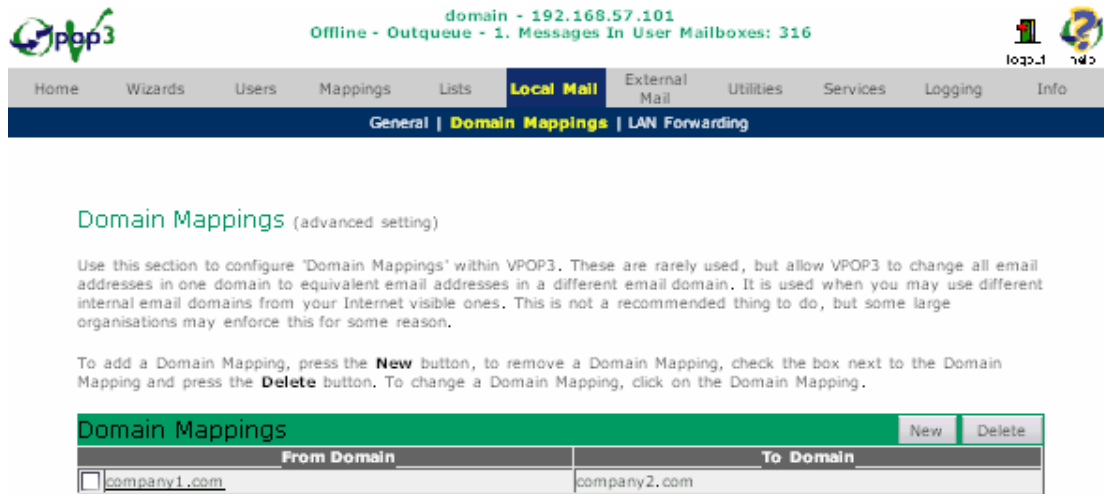 domain - 192.168.57.101
vpop3
Offline - Outqueue - 1. Messages In User Mailboxes: 316
logout help
Home Wizards Users Mappings Lists Local Mail External Mail Utilities Services Logging Info
General | Domain Mappings | LAN Forwarding
Domain Mappings (advanced setting)
Use this section to configure 'Domain Mappings' within VPOP3. These are rarely used, but allow VPOP3 to change all email
addresses in one domain to equivalent email addresses in a different email domain. It is used when you may use different
internal email domains from your Internet visible ones. This is not a recommended thing to do, but some large
organisations may enforce this for some reason.
To add a Domain Mapping, press the New button, to remove a Domain Mapping, check the box next to the Domain
Mapping and press the Delete button. To change a Domain Mapping, click on the Domain Mapping.
Domain Mappings New Delete
From Domain To Domain
company1.com company2.com